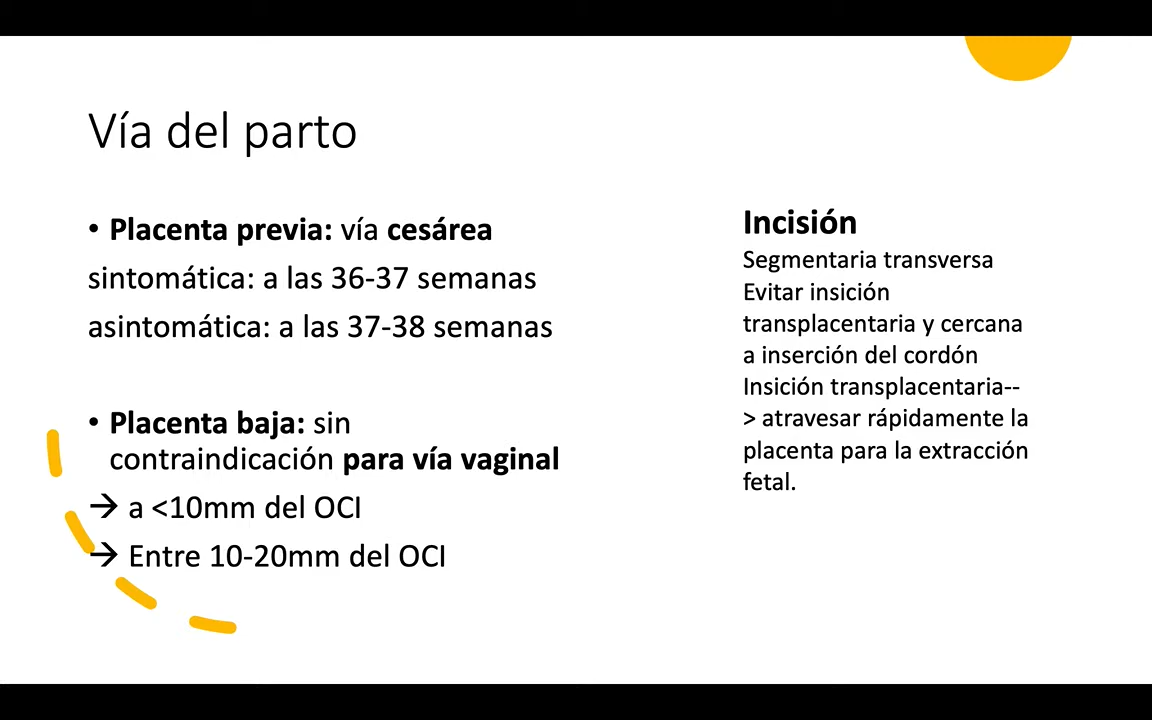 Vía del parto
• Placenta previa: vía cesárea
sintomática: a las 36-37 semanas
asintomática: a las 37-38 semanas
• Placenta baja: sin
contraindicación para vía vaginal
→ a <10mm del OCI
→ Entre 10-20mm del OCI
Incisión
Segmentaria transversa
Evitar insición
transplacentaria y cercana
a inserción del cordón
Insición transplacentaria--
> atravesar rápidamente la
placenta para la extracción
fetal.